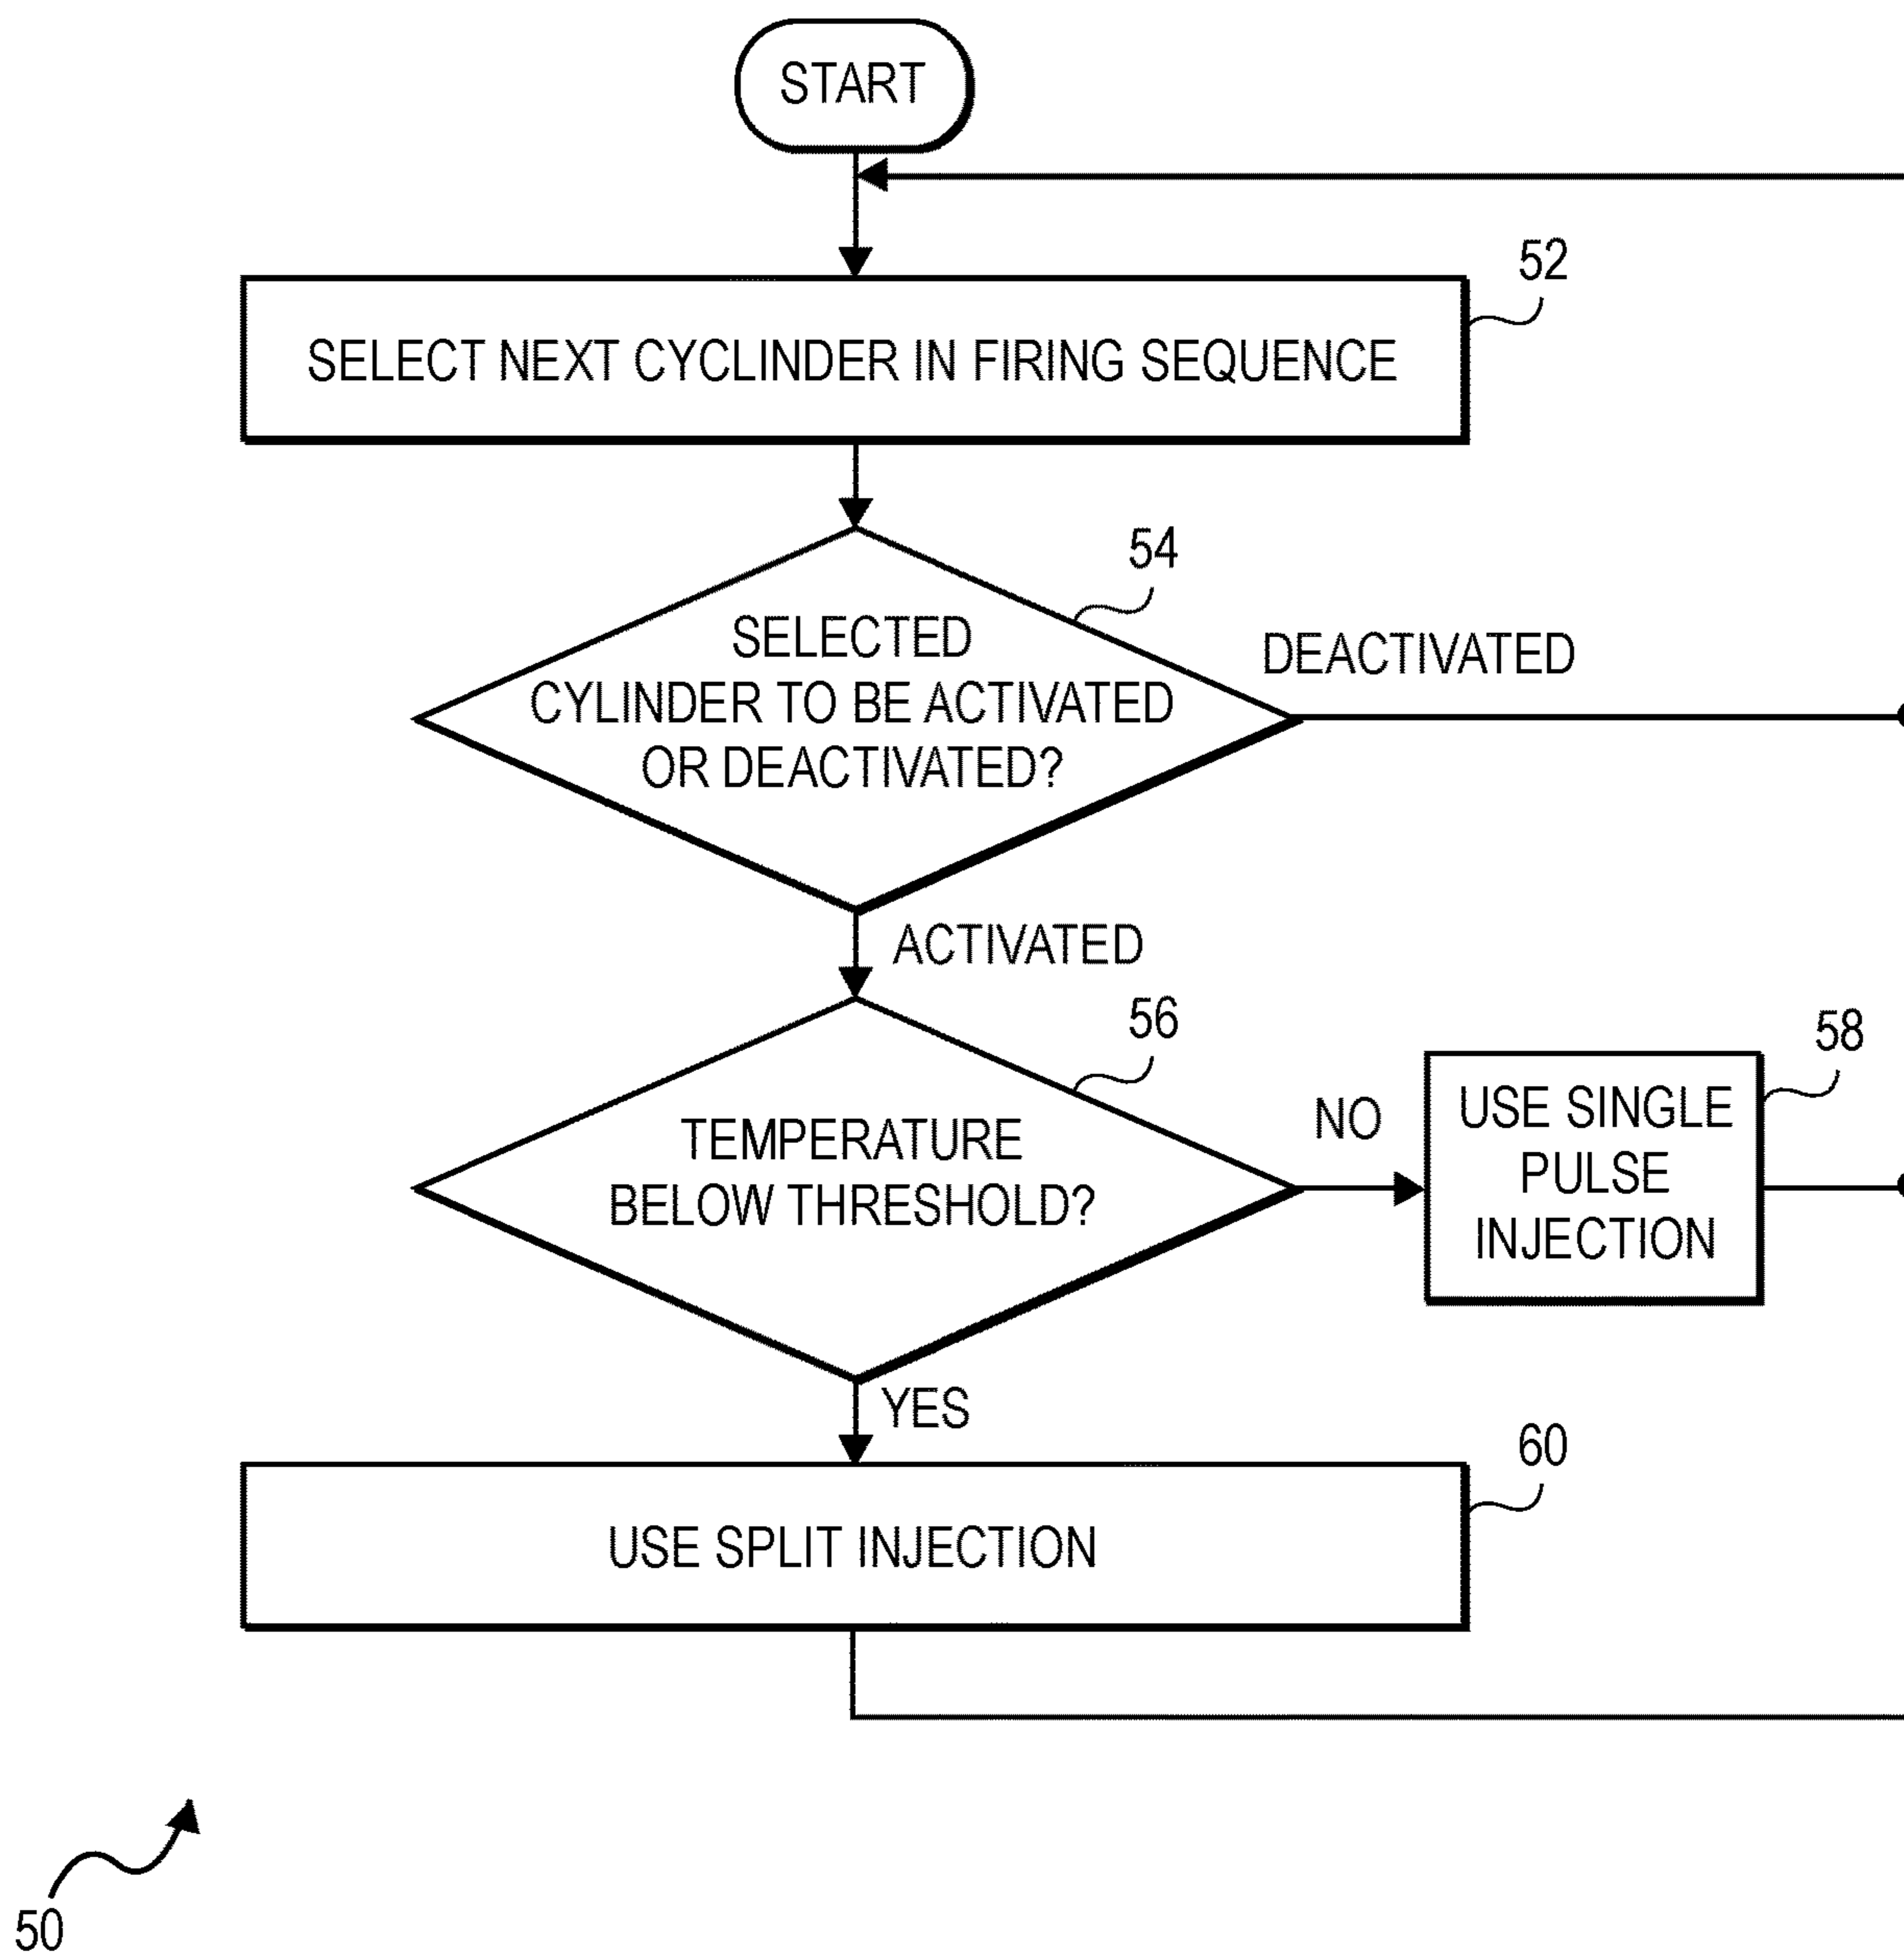 START
52
SELECT NEXT CYCLINDER IN FIRING SEQUENCE
54
SELECTED
CYLINDER TO BE ACTIVATED
OR DEACTIVATED?
DEACTIVATED
ACTIVATED
56
TEMPERATURE
BELOW THRESHOLD?
NO
58
USE SINGLE
PULSE
INJECTION
YES
60
USE SPLIT INJECTION
50